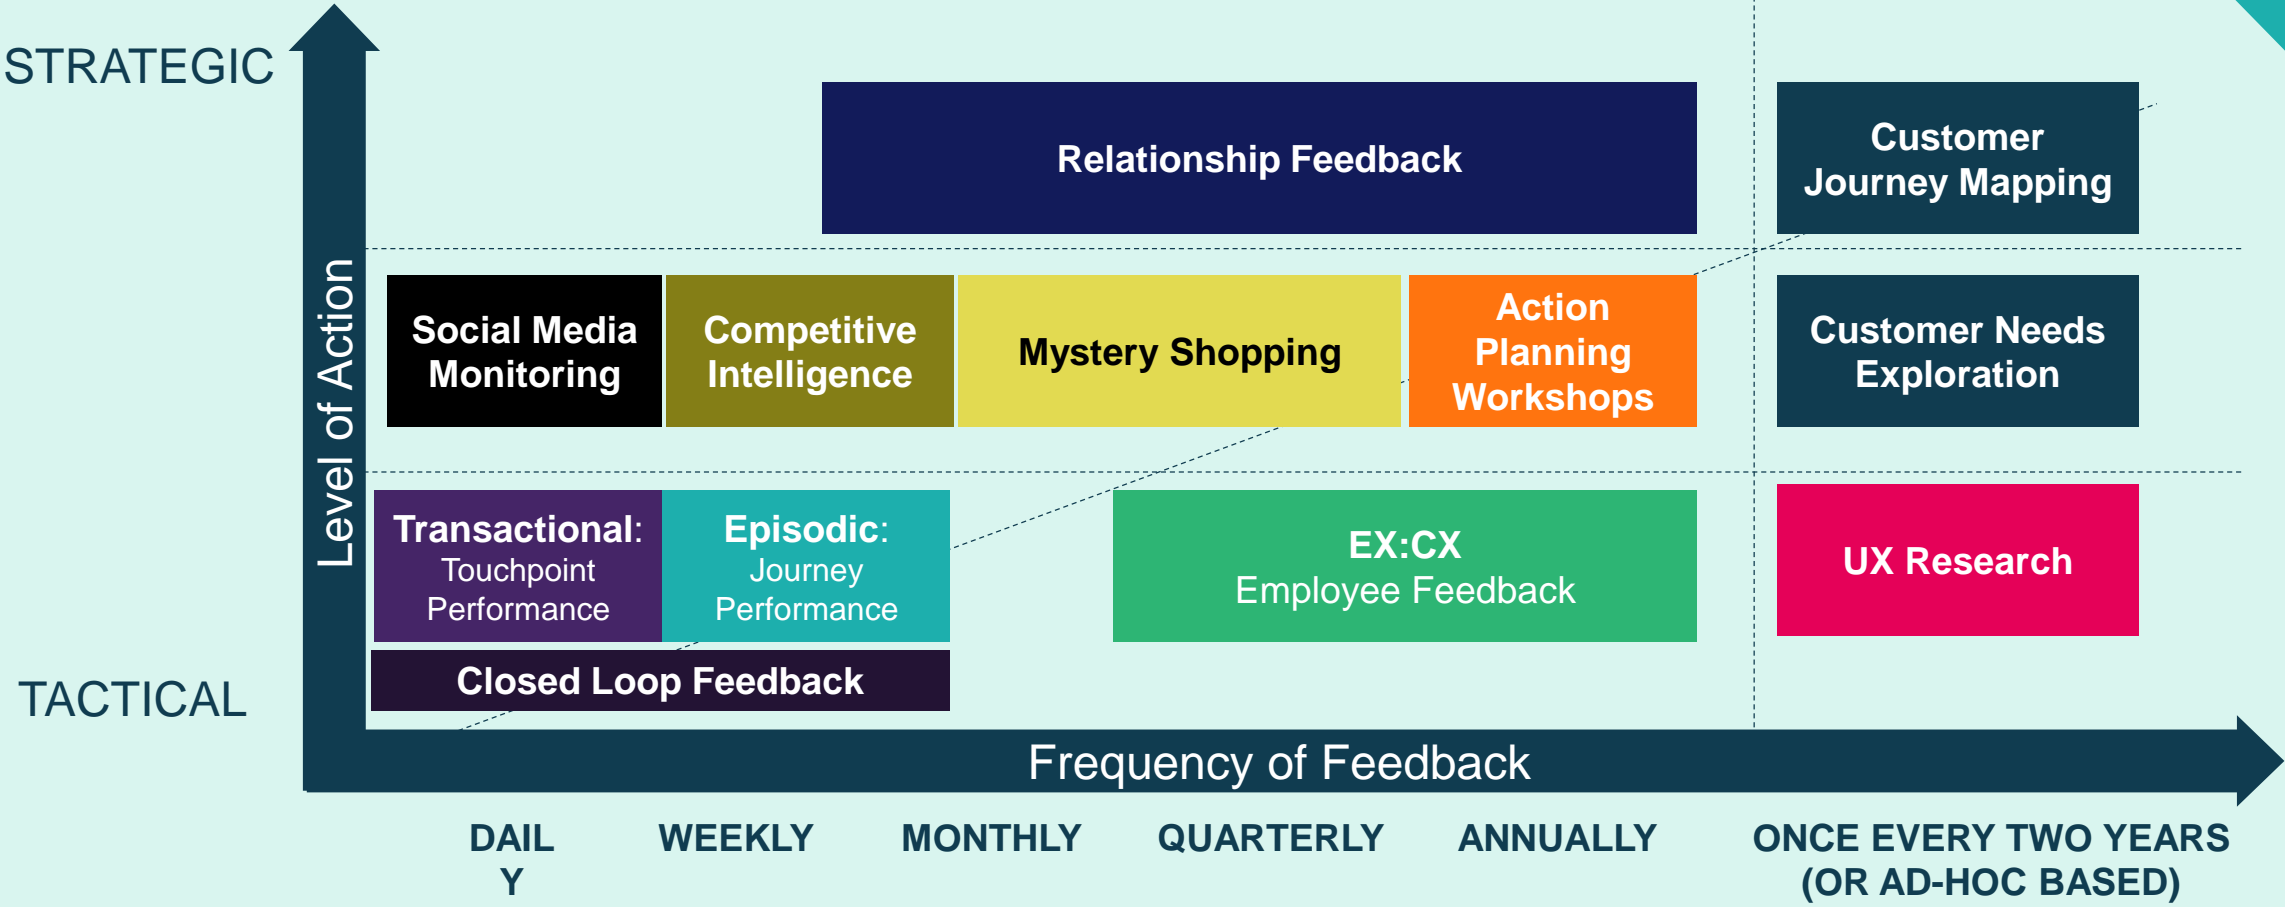 STRATEGIC
Relationship Feedback
Customer
Journey Mapping
Level of Action
Social Media
Monitoring
Competitive
Intelligence
Mystery Shopping
Action
Planning
Workshops
Customer Needs
Exploration
Transactional:
Touchpoint
Performance
Episodic:
Journey
Performance
EX:CX
Employee Feedback
UX Research
Closed Loop Feedback
TACTICAL
Frequency of Feedback
DAIL
Y
WEEKLY
MONTHLY
QUARTERLY
ANNUALLY
ONCE EVERY TWO YEARS
(OR AD-HOC BASED)